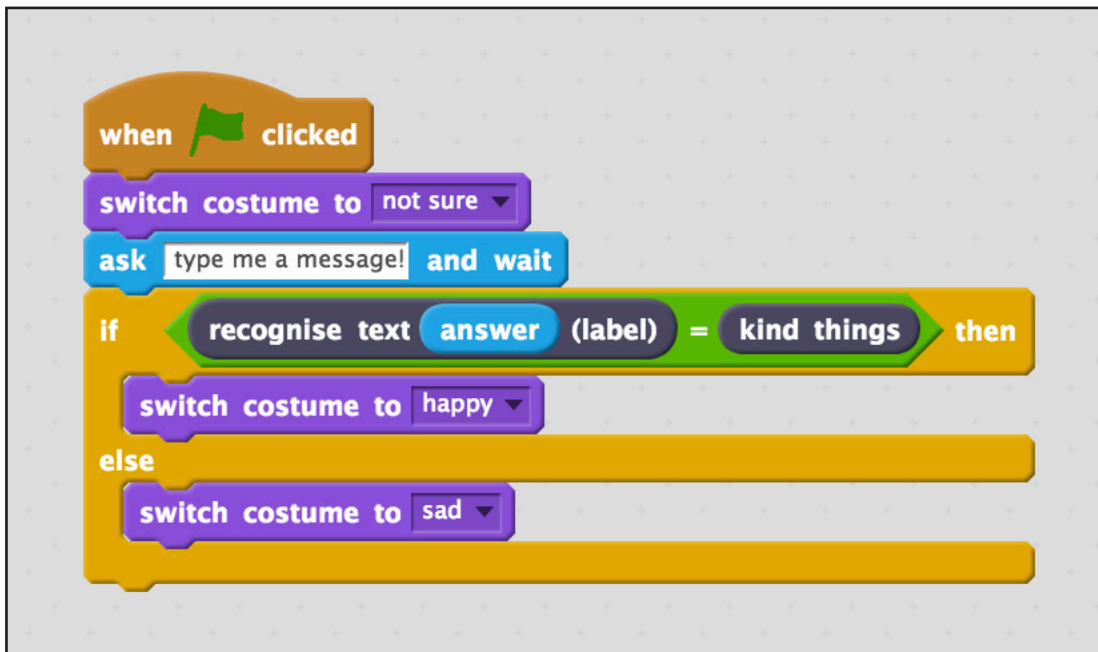 when clicked
switch costume to not sure
ask type me a message! and wait
if recognise text answer (label) = kind things then
switch costume to happy
else
switch costume to sad